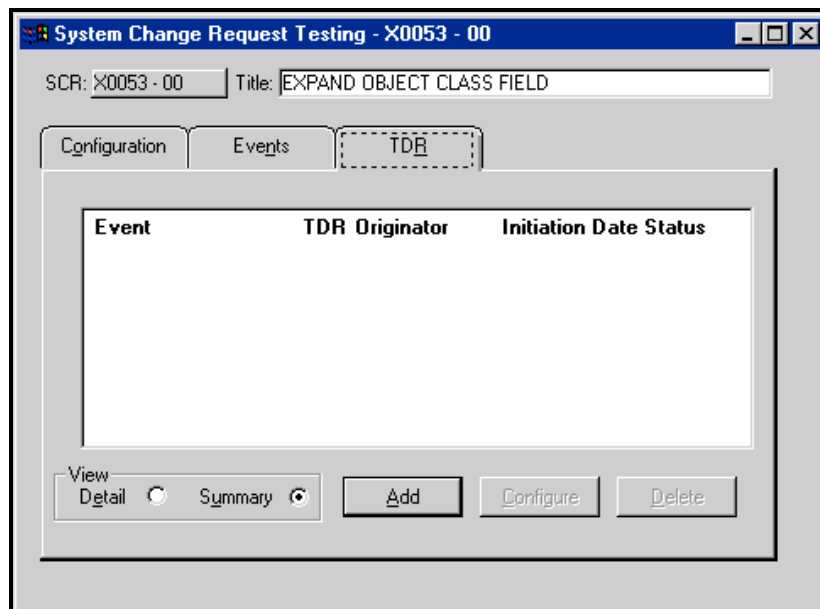 System Change Request Testing - X0053 - 00
SCR: X0053 - 00 Title: EXPAND OBJECT CLASS FIELD
Configuration Events TDR
Event TDR Originator Initiation Date Status
View
Detail Summary Add Configure Delete